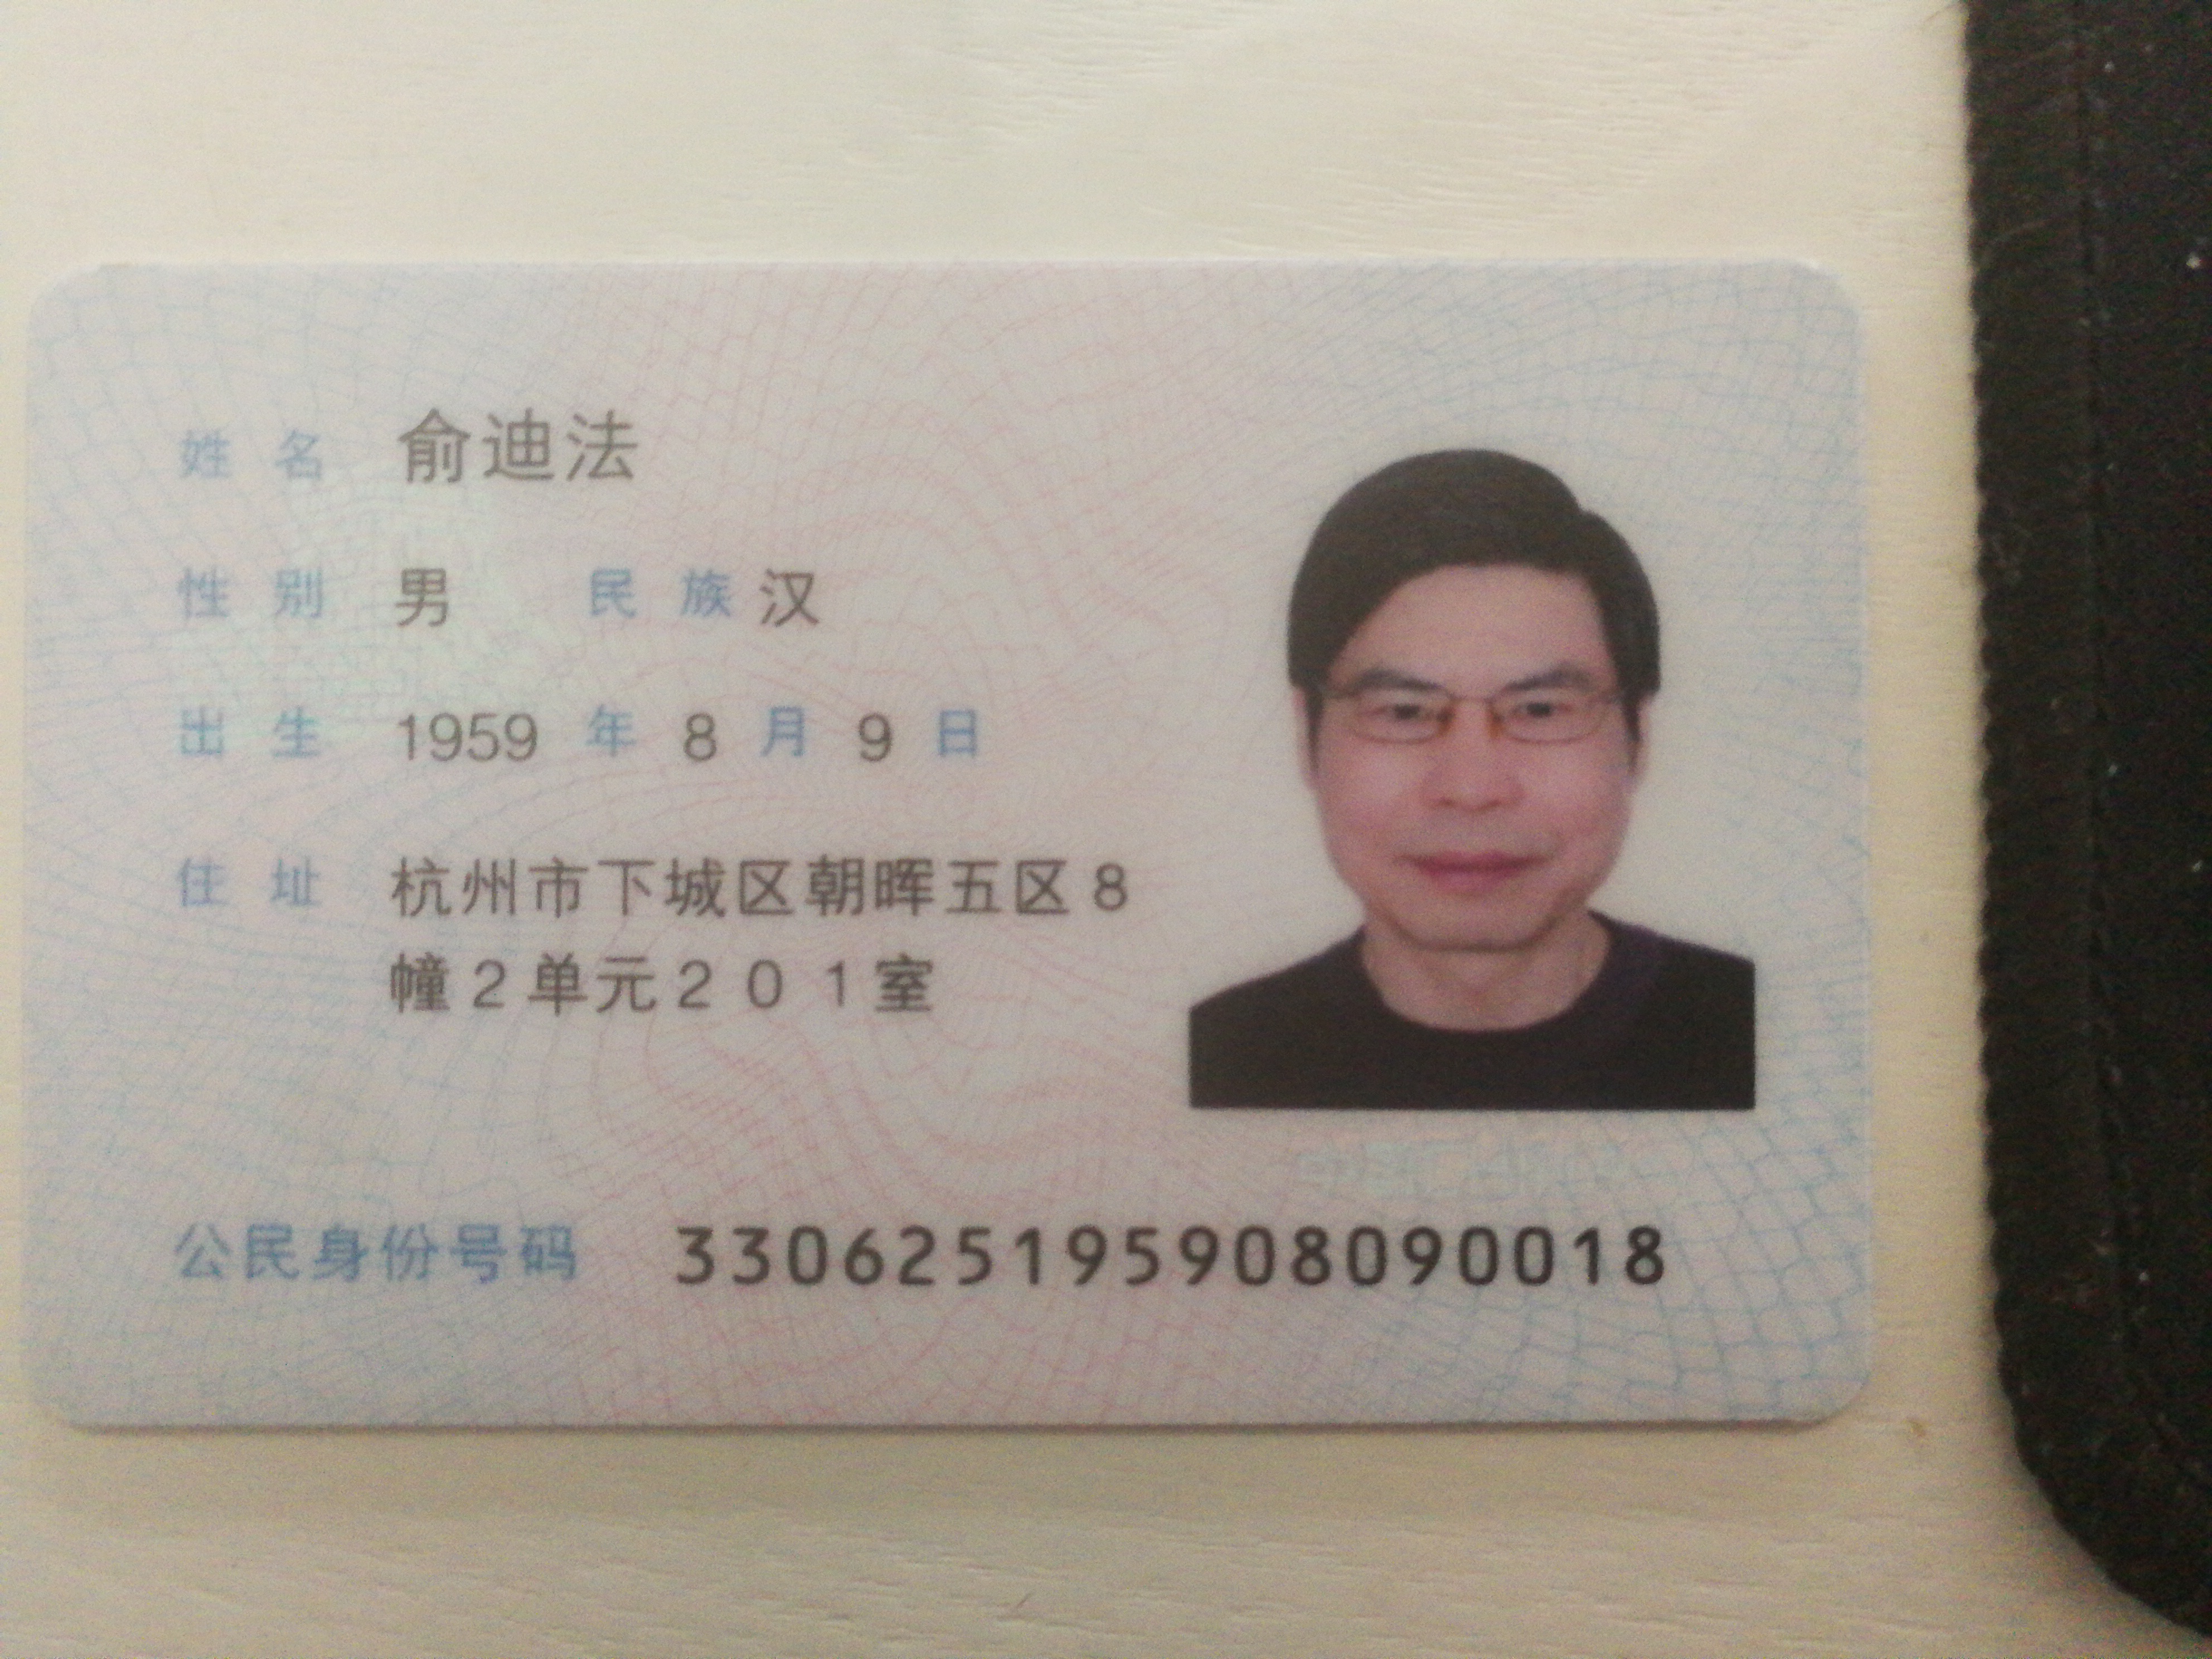 姓名 俞迪法
性别 男 民族 汉
出生 1959 年 8 月 9 日
住址 杭州市下城区朝晖五区8
幢2单元201室
公民身份号码 330625195908090018